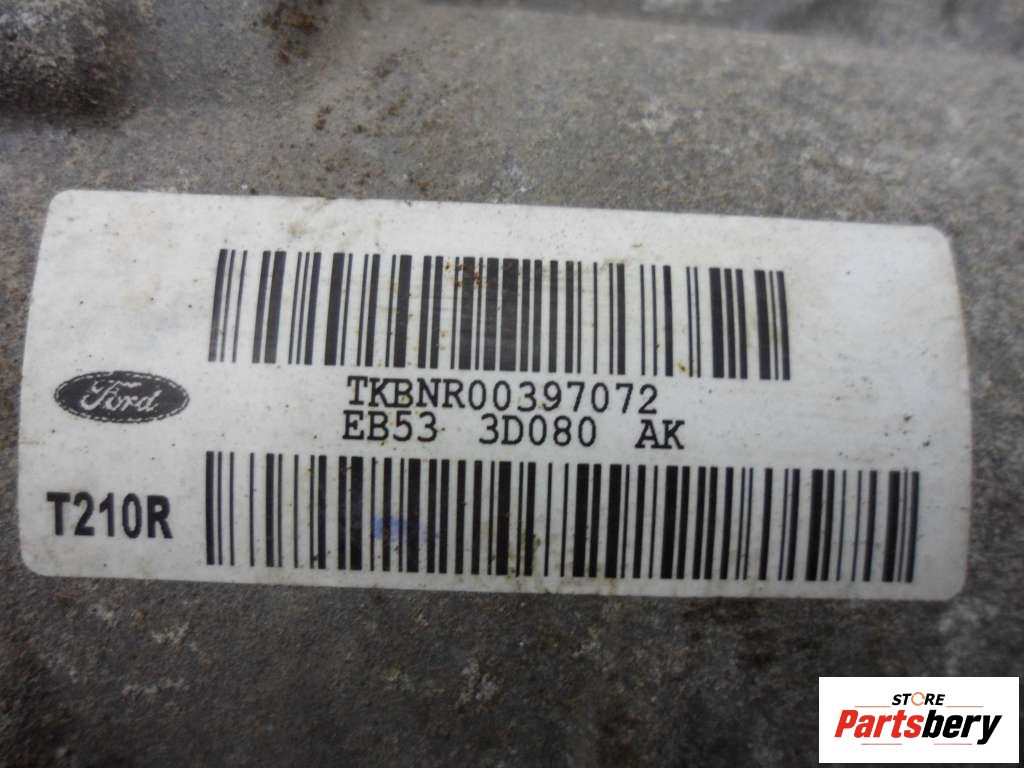 TKBNR00397072
Ford
EB53 3D080 AK
T210R
STORE
Partsbery